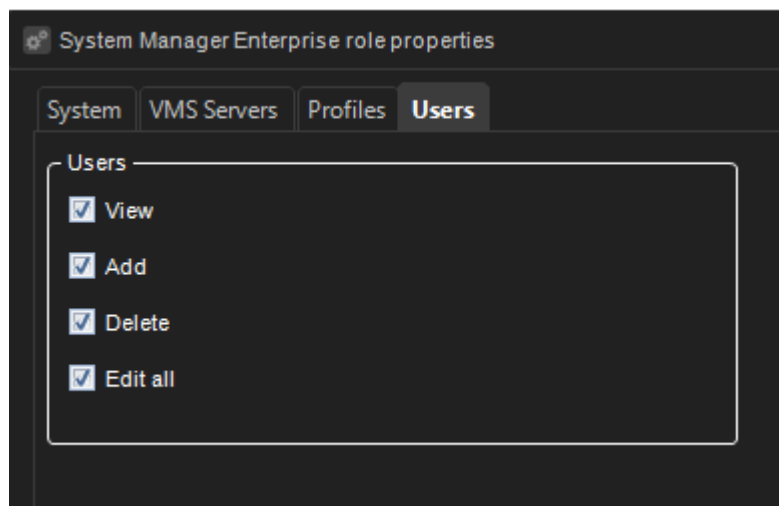 System Manager Enterprise role properties
System VMS Servers Profiles Users
Users
View
Add
Delete
Edit all